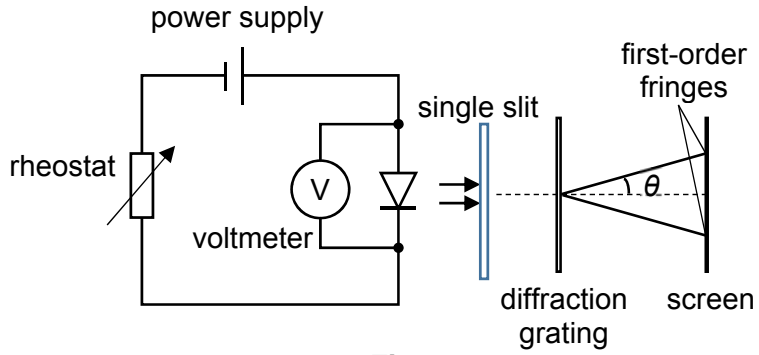 power supply
first-order
fringes
single slit
rheostat
V
θ
voltmeter
diffraction
grating
screen